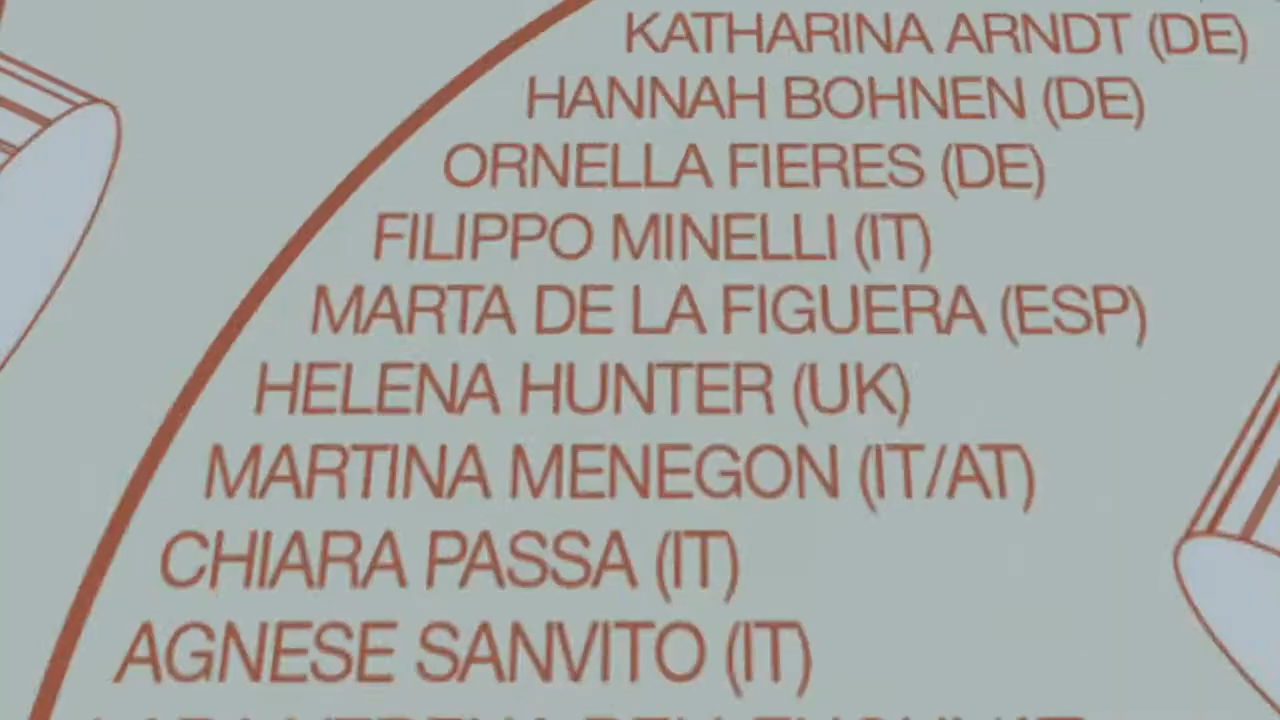 KATHARINA ARNDT (DE)
HANNAH BOHNEN (DE)
ORNELLA FIERES (DE)
FILIPPO MINELLI (IT)
MARTA DE LA FIGUERA (ESP)
HELENA HUNTER (UK)
MARTINA MENEGON (IT/AT)
CHIARA PASSA (IT)
AGNESE SANVITO (IT)